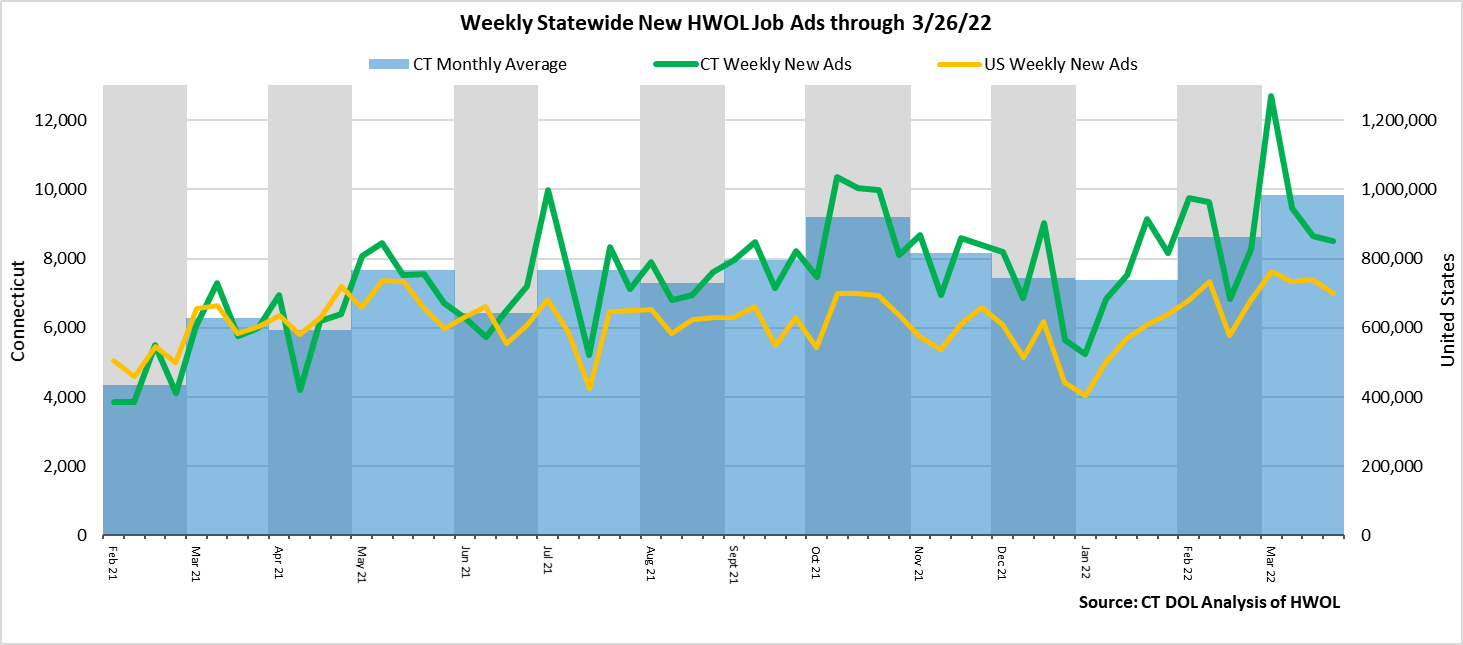 Weekly Statewide New HWOL Job Ads through 3/26/22
CT Monthly Average
CT Weekly New Ads
US Weekly New Ads
Connecticut
12,000
10,000
8,000
6,000
4,000
2,000
0
1,200,000
1,000,000
800,000
600,000
400,000
200,000
0
United States
Feb 21
Mar 21
Apr 21
May 21
Jun 21
Jul 21
Aug 21
Sept 21
Oct 21
Nov 21
Dec 21
Jan 22
Feb 22
Mar 22
Source: CT DOL Analysis of HWOL